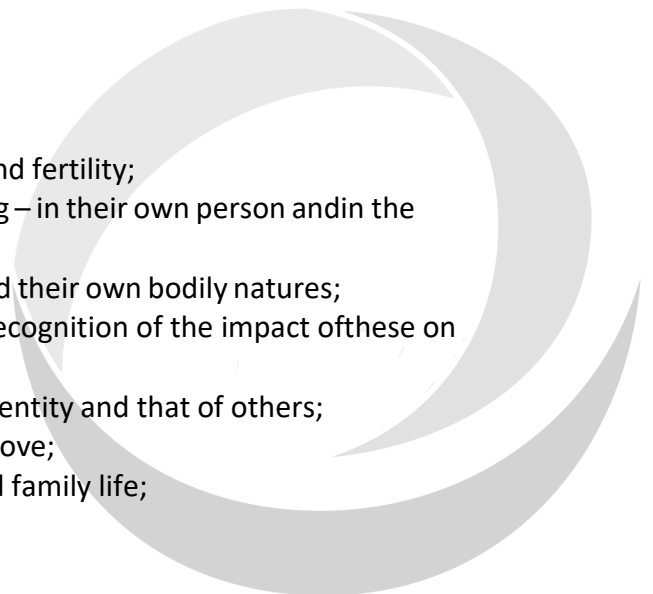 nd fertility;
g – in their own person andin the
d their own bodily natures;
ecognition of the impact ofthese on
entity and that of others;
ove;
d family life;